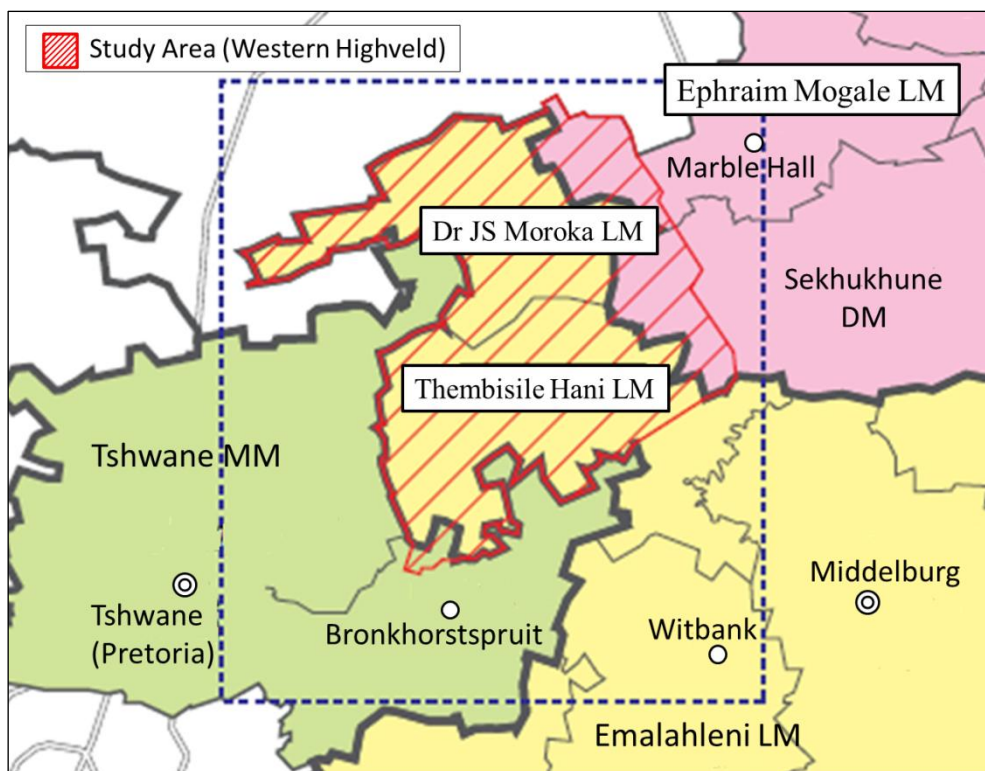 Study Area (Western Highveld)
Ephraim Mogale LM
Marble Hall
Dr JS Moroka LM
Sekhukhune
DM
Thembisile Hani LM
Tshwane MM
Middelburg
Tshwane
(Pretoria)
Bronkhorstspruit
Witbank
Emalahleni LM